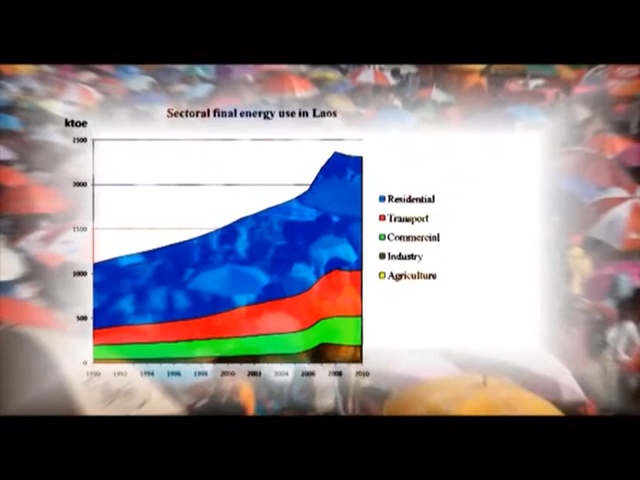 Sectoral final energy use in Laos
ktoe
2500
2000
1500
1000
500
0
1990 1992 1994 1996 1998 2000 2002 2004 2006 2008 2010
Residential
Transport
Commercial
Industry
Agriculture